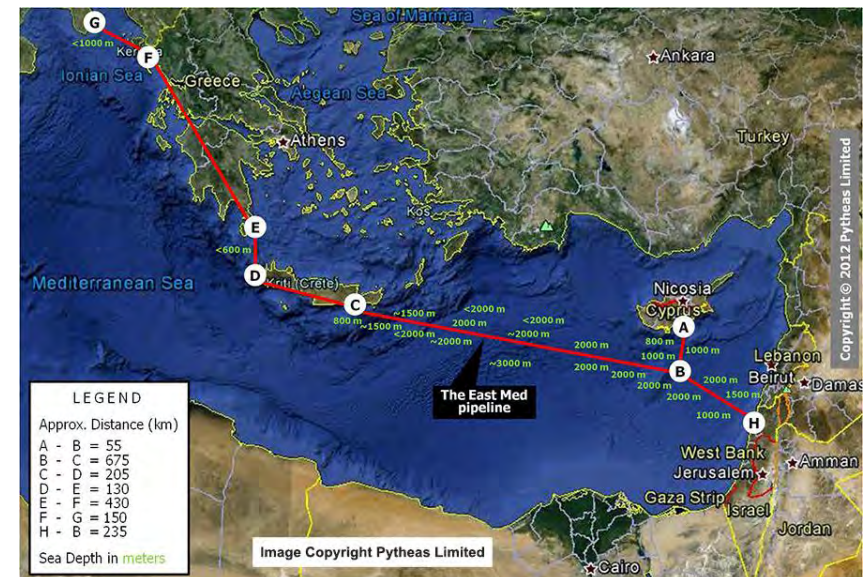 Sea of Marmara
G
<1000 m
F
Ankara
Ionian Sea
Greece
Aegean Sea
Athens
Turkey
Copyright © 2012 Pytheas Limited
Kos
E
<600 m
D
Kriti (Crete)
Mediterranean Sea
Nicosia
Cyprus
C
A
800 m
~1500 m
~1500 m
<2000 m
2000 m
<2000 m
<2000 m
~2000 m
~2000 m
~3000 m
2000 m
2000 m
2000 m
800 m
1000 m
1000 m
B
2000 m
2000 m
2000 m
1500 m
1000 m
Lebanon
Beirut
Damas
H
The East Med
pipeline
West Bank
Jerusalem
Amman
Gaza Strip
Israel
Jordan
Cairo
LEGEND
Approx. Distance (km)
A - B = 55
B - C = 675
C - D = 205
D - E = 130
E - F = 430
F - G = 150
H - B = 235
Sea Depth in meters
Image Copyright Pytheas Limited